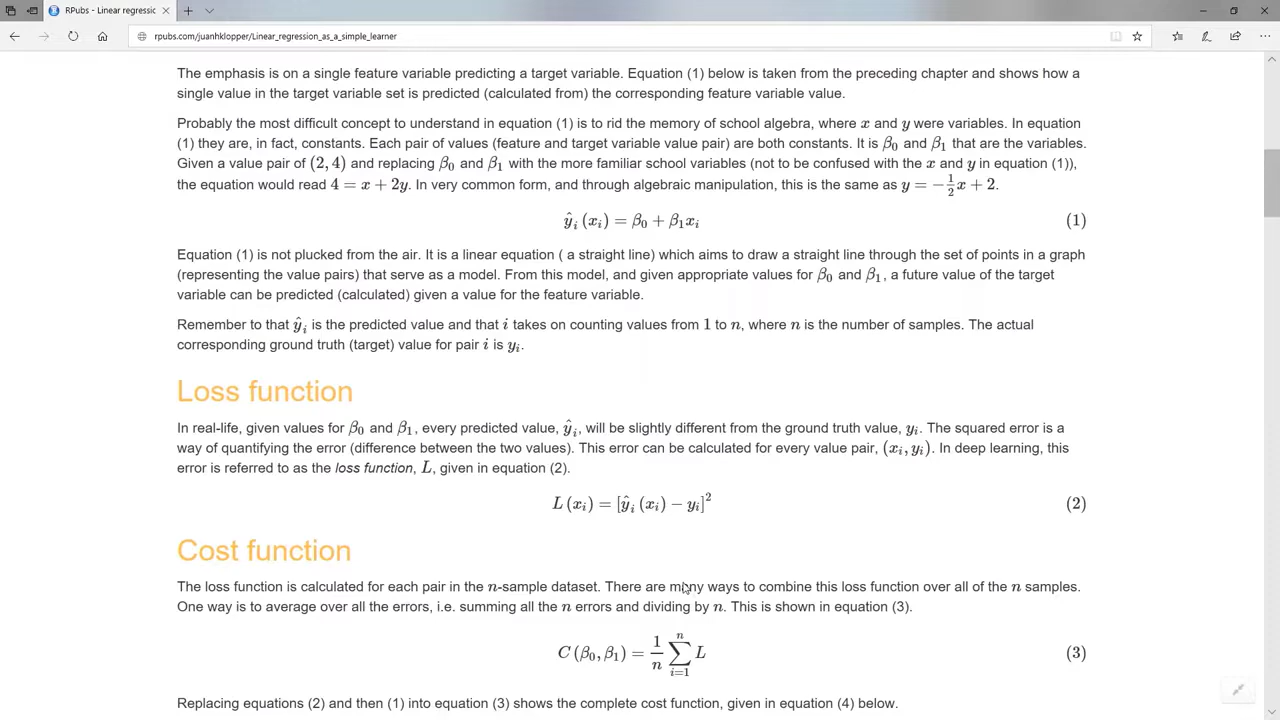 RPubs - Linear regressic
rpubs.com/juanhklopper/Linear_regression_as_a_simple_learner
The emphasis is on a single feature variable predicting a target variable. Equation (1) below is taken from the preceding chapter and shows how a
single value in the target variable set is predicted (calculated from) the corresponding feature variable value.
Probably the most difficult concept to understand in equation (1) is to rid the memory of school algebra, where x and y were variables. In equation
(1) they are, in fact, constants. Each pair of values (feature and target variable value pair) are both constants. It is β₀ and β₁ that are the variables.
Given a value pair of (2, 4) and replacing β₀ and β₁ with the more familiar school variables (not to be confused with the x and y in equation (1)),
the equation would read 4 = x + 2y. In very common form, and through algebraic manipulation, this is the same as y = −½x + 2.
ŷᵢ (xᵢ) = β₀ + β₁xᵢ (1)
Equation (1) is not plucked from the air. It is a linear equation ( a straight line) which aims to draw a straight line through the set of points in a graph
(representing the value pairs) that serve as a model. From this model, and given appropriate values for β₀ and β₁, a future value of the target
variable can be predicted (calculated) given a value for the feature variable.
Remember to that ŷᵢ is the predicted value and that i takes on counting values from 1 to n, where n is the number of samples. The actual
corresponding ground truth (target) value for pair i is yᵢ.
Loss function
In real-life, given values for β₀ and β₁, every predicted value, ŷᵢ, will be slightly different from the ground truth value, yᵢ. The squared error is a
way of quantifying the error (difference between the two values). This error can be calculated for every value pair, (xᵢ, yᵢ). In deep learning, this
error is referred to as the loss function, L, given in equation (2).
L (xᵢ) = [ŷᵢ (xᵢ) − yᵢ]² (2)
Cost function
The loss function is calculated for each pair in the n-sample dataset. There are many ways to combine this loss function over all of the n samples.
One way is to average over all the errors, i.e. summing all the n errors and dividing by n. This is shown in equation (3).
C (β₀, β₁) = 1/n ∑ᵢ₌₁ⁿ L (3)
Replacing equations (2) and then (1) into equation (3) shows the complete cost function, given in equation (4) below.